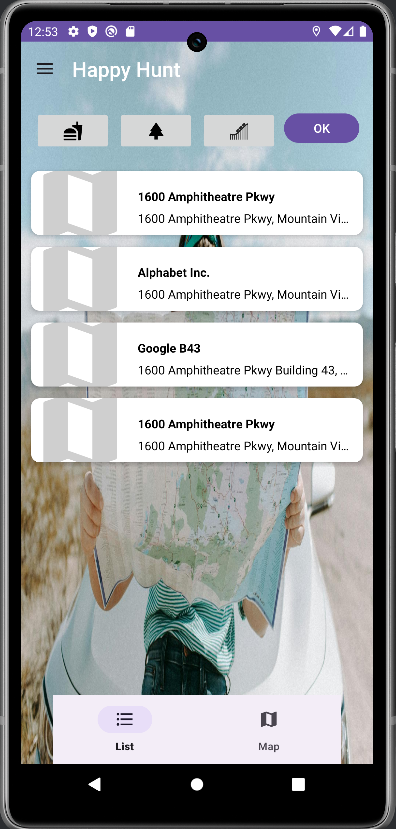 12:53
Happy Hunt
OK
1600 Amphitheatre Pkwy
1600 Amphitheatre Pkwy, Mountain Vi...
Alphabet Inc.
1600 Amphitheatre Pkwy, Mountain Vi...
Google B43
1600 Amphitheatre Pkwy Building 43, ...
1600 Amphitheatre Pkwy
1600 Amphitheatre Pkwy, Mountain Vi...
List
Map